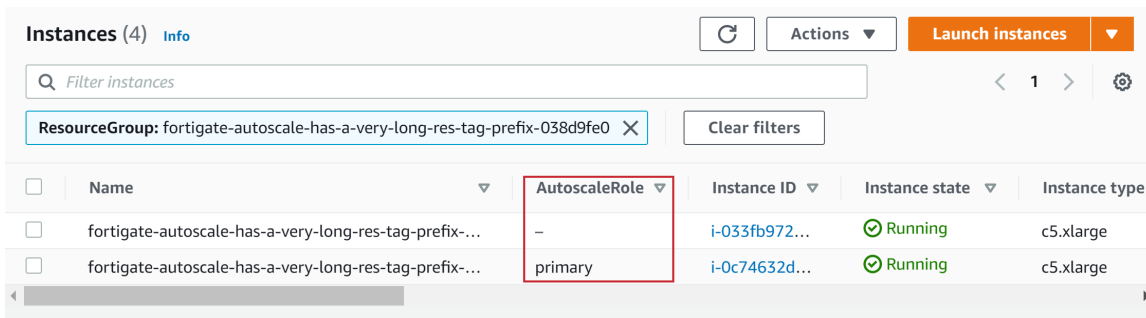 Instances (4) Info Actions Launch instances
Filter instances 1
ResourceGroup: fortigate-autoscale-has-a-very-long-res-tag-prefix-038d9fe0 Clear filters
Name AutoscaleRole Instance ID Instance state Instance type
fortigate-autoscale-has-a-very-long-res-tag-prefix-... – i-033fb972... Running c5.xlarge
fortigate-autoscale-has-a-very-long-res-tag-prefix-... primary i-0c74632d... Running c5.xlarge